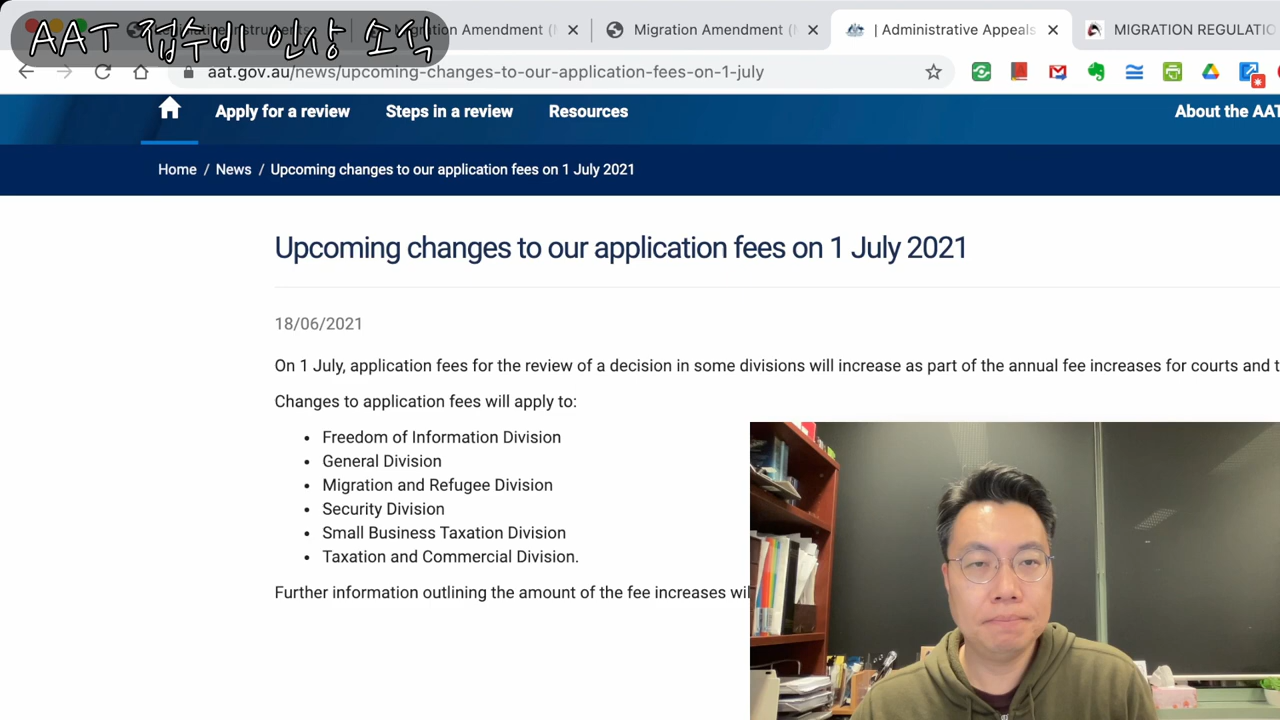 AAT 접수비 인상 소식
Migration Amendment (
Migration Amendment (
| Administrative Appeals
MIGRATION REGULATIO
aat.gov.au/news/upcoming-changes-to-our-application-fees-on-1-july
Apply for a review
Steps in a review
Resources
About the AAT
Home / News / Upcoming changes to our application fees on 1 July 2021
Upcoming changes to our application fees on 1 July 2021
18/06/2021
On 1 July, application fees for the review of a decision in some divisions will increase as part of the annual fee increases for courts and t
Changes to application fees will apply to:
• Freedom of Information Division
• General Division
• Migration and Refugee Division
• Security Division
• Small Business Taxation Division
• Taxation and Commercial Division.
Further information outlining the amount of the fee increases wil